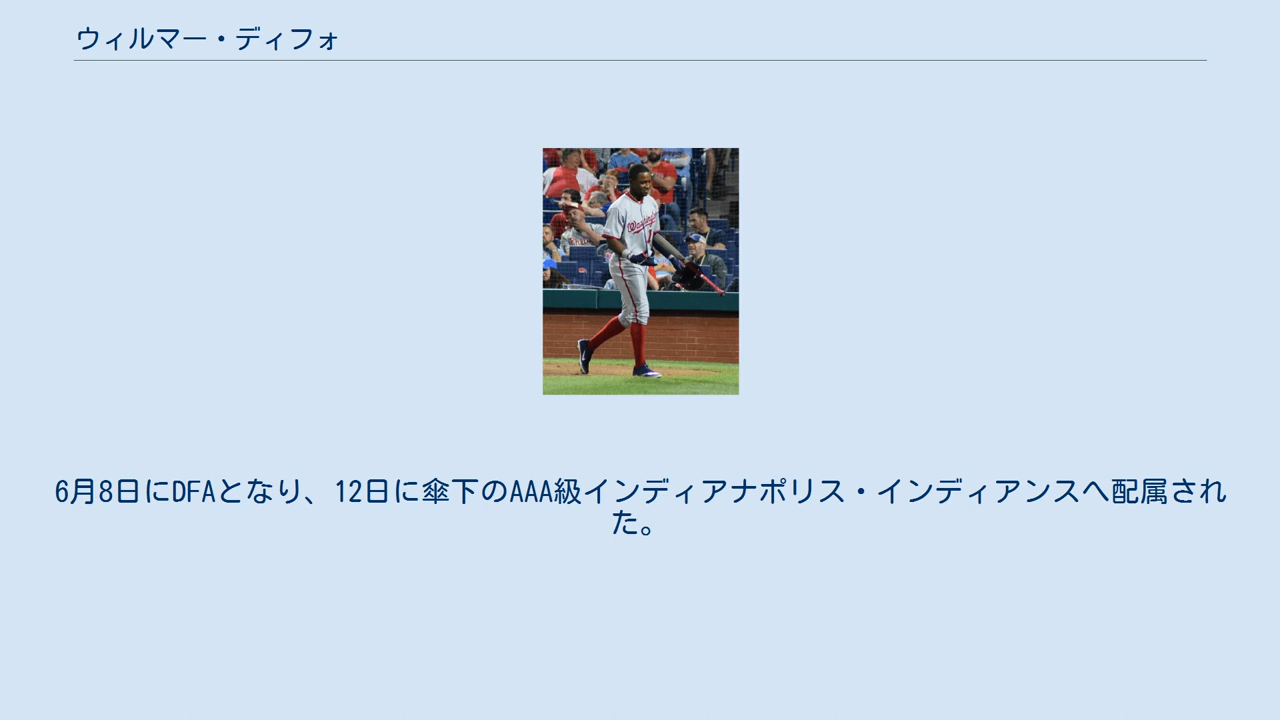 ウィルマー・ディフォ
Washington
6月8日にDFAとなり、12日に傘下のAAA級インディアナポリス・インディアンスへ配属され
た。